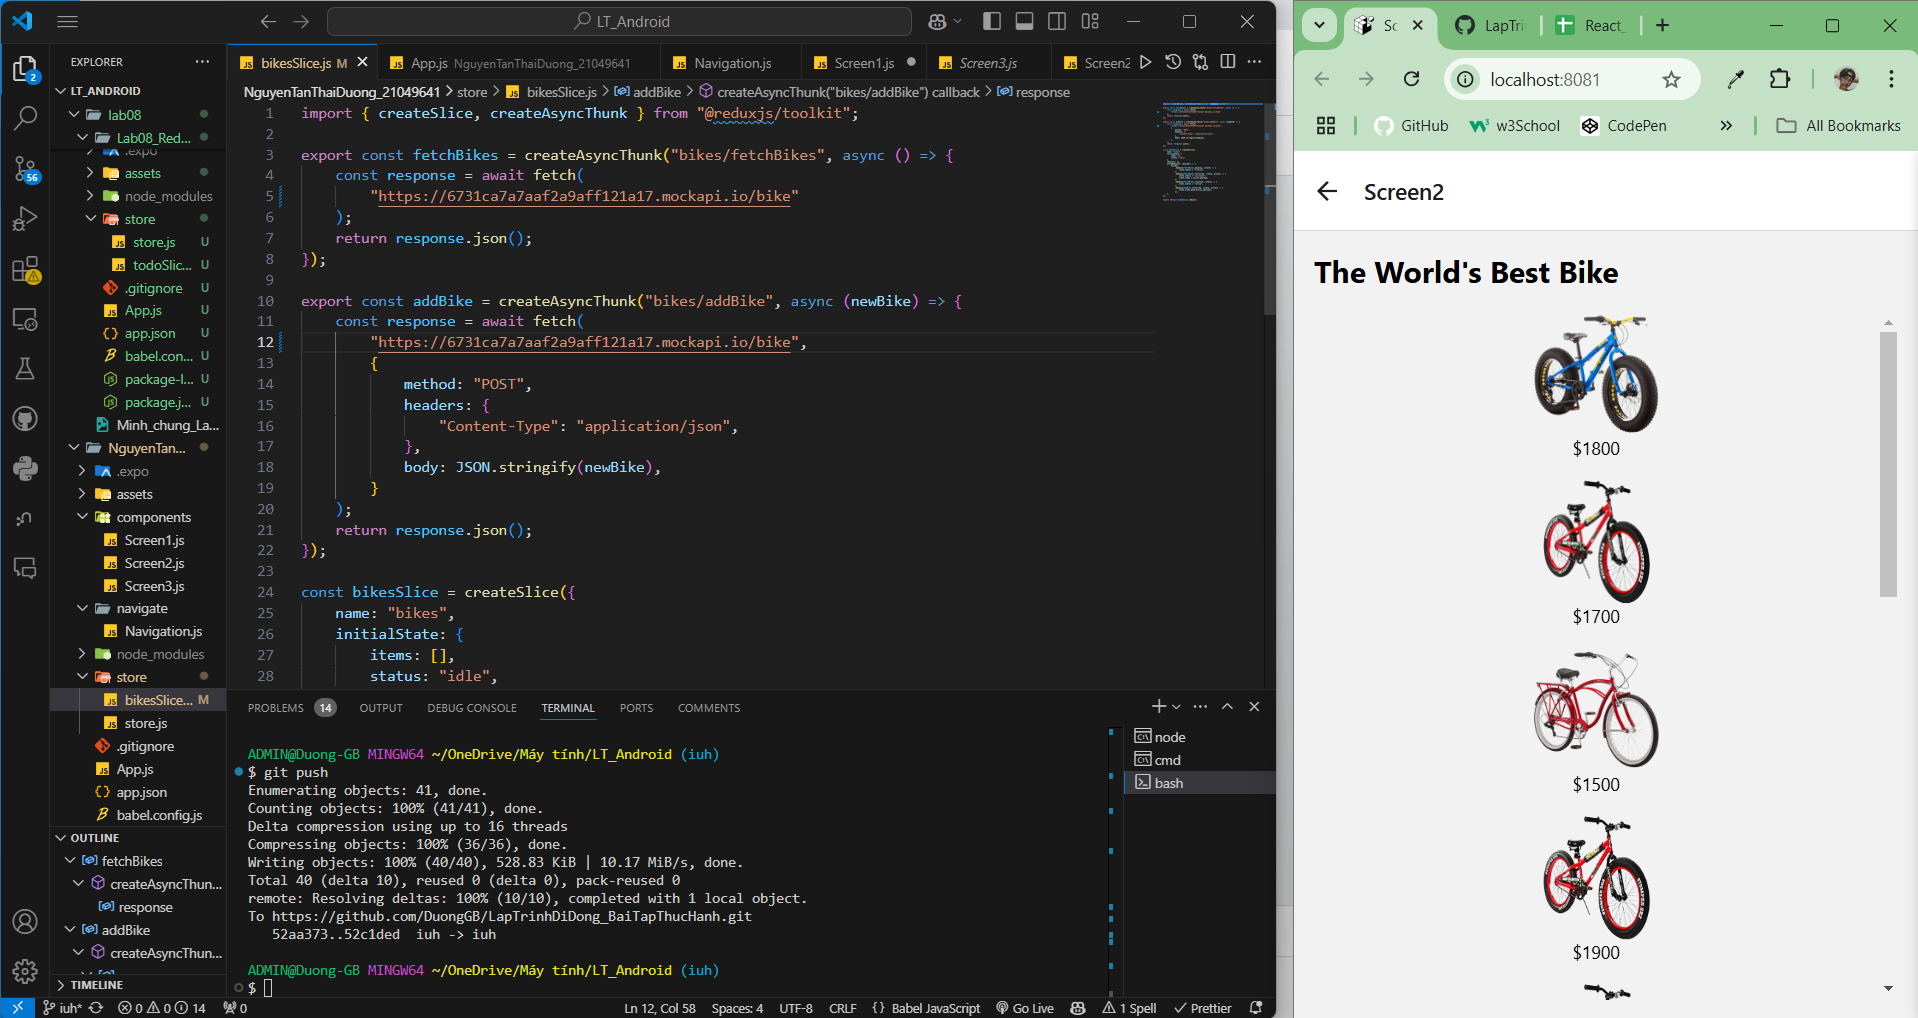 LT_Android
EXPLORER
LT_ANDROID
lab08
Lab08_Red...
.expo
assets
node_modules
store
store.js U
todoSlic... U
.gitignore U
App.js U
app.json U
babel.con... U
package-l... U
package.j... U
Minh_chung_La...
NguyenTan...
.expo
assets
components
Screen1.js
Screen2.js
Screen3.js
navigate
Navigation.js
node_modules
store
bikesSlice... M
store.js
.gitignore
App.js
app.json
babel.config.js
OUTLINE
fetchBikes
createAsyncThun...
response
addBike
createAsyncThun...
TIMELINE
2
56
bikesSlice.js M
App.js NguyenTanThaiDuong_21049641
Navigation.js
Screen1.js
Screen3.js
Screen2
NguyenTanThaiDuong_21049641 > store > bikesSlice.js > addBike > createAsyncThunk("bikes/addBike") callback > response
1 import { createSlice, createAsyncThunk } from "@reduxjs/toolkit";
2
3 export const fetchBikes = createAsyncThunk("bikes/fetchBikes", async () => {
4 const response = await fetch(
5 "https://6731ca7a7aaf2a9aff121a17.mockapi.io/bike"
6 );
7 return response.json();
8 });
9
10 export const addBike = createAsyncThunk("bikes/addBike", async (newBike) => {
11 const response = await fetch(
12 "https://6731ca7a7aaf2a9aff121a17.mockapi.io/bike",
13 {
14 method: "POST",
15 headers: {
16 "Content-Type": "application/json",
17 },
18 body: JSON.stringify(newBike),
19 }
20 );
21 return response.json();
22 });
23
24 const bikesSlice = createSlice({
25 name: "bikes",
26 initialState: {
27 items: [],
28 status: "idle",
PROBLEMS 14 OUTPUT DEBUG CONSOLE TERMINAL PORTS COMMENTS
ADMIN@Duong-GB MINGW64 ~/OneDrive/Máy tính/LT_Android (iuh)
$ git push
Enumerating objects: 41, done.
Counting objects: 100% (41/41), done.
Delta compression using up to 16 threads
Compressing objects: 100% (36/36), done.
Writing objects: 100% (40/40), 528.83 KiB | 10.17 MiB/s, done.
Total 40 (delta 10), reused 0 (delta 0), pack-reused 0
remote: Resolving deltas: 100% (10/10), completed with 1 local object.
To https://github.com/DuongGB/LapTrinhDiDong_BaiTapThucHanh.git
52aa373..52c1ded iuh -> iuh
ADMIN@Duong-GB MINGW64 ~/OneDrive/Máy tính/LT_Android (iuh)
$
node
cmd
bash
iuh* 0 0 14 0 Ln 12, Col 58 Spaces: 4 UTF-8 CRLF Babel JavaScript Go Live 1 Spell Prettier
Sc
LapTri
React_
localhost:8081
GitHub w3School CodePen » All Bookmarks
Screen2
The World's Best Bike
$1800
$1700
$1500
$1900